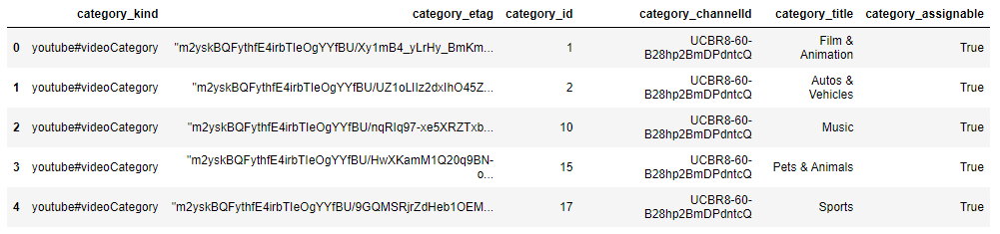 category_kind category_etag category_id category_channelId category_title category_assignable
0 youtube#videoCategory "m2yskBQFythfE4irbTIeOgYYfBU/Xy1mB4_yLrHy_BmKm... 1 UCBR8-60-B28hp2BmDPdntcQ Film & Animation True
1 youtube#videoCategory "m2yskBQFythfE4irbTIeOgYYfBU/UZ1oLIIz2dxIhO45Z... 2 UCBR8-60-B28hp2BmDPdntcQ Autos & Vehicles True
2 youtube#videoCategory "m2yskBQFythfE4irbTIeOgYYfBU/nqRIq97-xe5XRZTxb... 10 UCBR8-60-B28hp2BmDPdntcQ Music True
3 youtube#videoCategory "m2yskBQFythfE4irbTIeOgYYfBU/HwXKamM1Q20q9BN-o... 15 UCBR8-60-B28hp2BmDPdntcQ Pets & Animals True
4 youtube#videoCategory "m2yskBQFythfE4irbTIeOgYYfBU/9GQMSRjrZdHeb1OEM... 17 UCBR8-60-B28hp2BmDPdntcQ Sports True